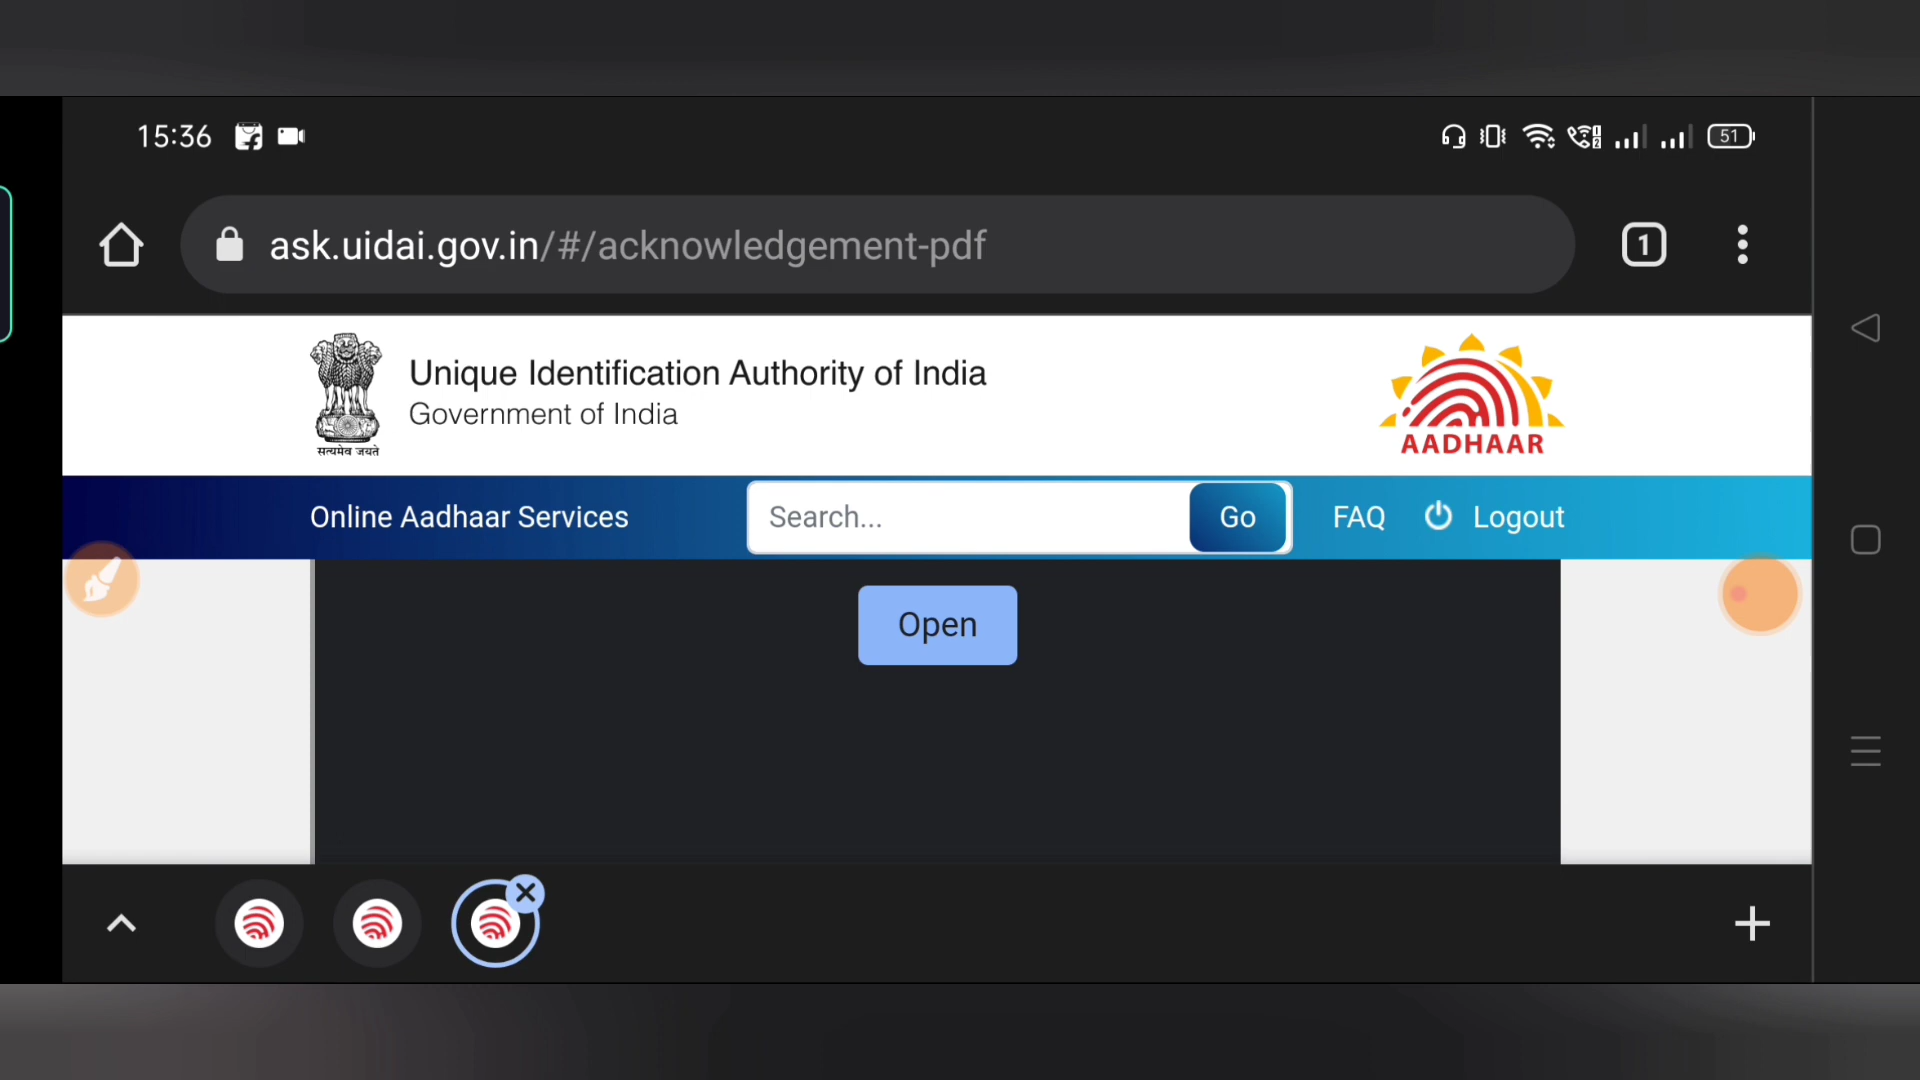 15:36
51
ask.uidai.gov.in/#/acknowledgement-pdf
1
Unique Identification Authority of India
Government of India
सत्यमेव जयते
AADHAAR
Online Aadhaar Services
Search...
Go
FAQ
Logout
Open